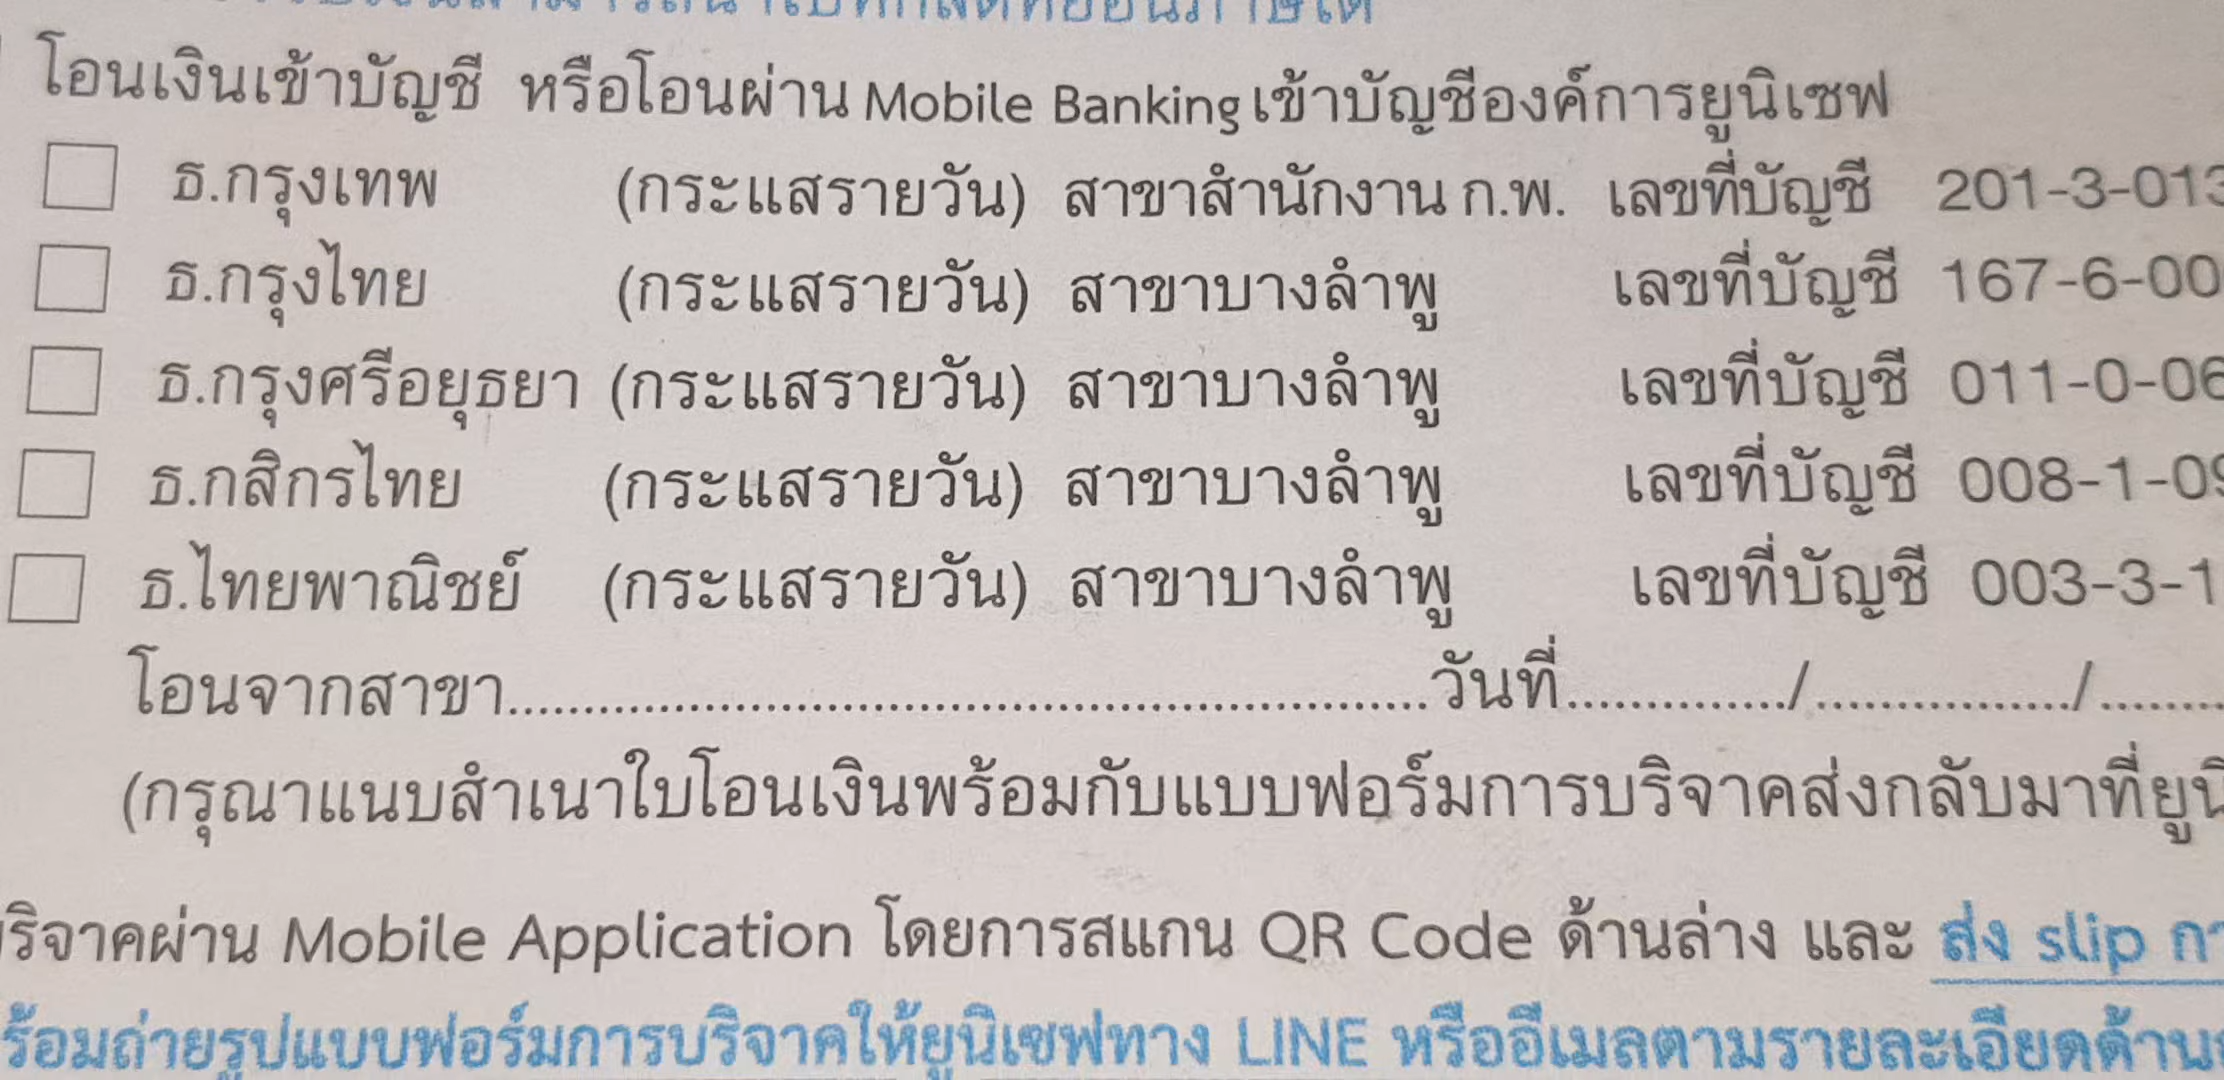 โอนเงินเข้าบัญชี หรือโอนผ่าน Mobile Banking เข้าบัญชีองค์การยูนิเซฟ
ธ.กรุงเทพ (กระแสรายวัน) สาขาสำนักงาน ก.พ. เลขที่บัญชี 201-3-013
ธ.กรุงไทย (กระแสรายวัน) สาขาบางลำพู เลขที่บัญชี 167-6-00
ธ.กรุงศรีอยุธยา (กระแสรายวัน) สาขาบางลำพู เลขที่บัญชี 011-0-06
ธ.กสิกรไทย (กระแสรายวัน) สาขาบางลำพู เลขที่บัญชี 008-1-09
ธ.ไทยพาณิชย์ (กระแสรายวัน) สาขาบางลำพู เลขที่บัญชี 003-3-1
โอนจากสาขา..........................................................วันที่............../................/........
(กรุณาแนบสำเนาใบโอนเงินพร้อมกับแบบฟอร์มการบริจาคส่งกลับมาที่ยูนิ
ริจาคผ่าน Mobile Application โดยการสแกน QR Code ด้านล่าง และ ส่ง slip กา
ร้อมถ่ายรูปแบบฟอร์มการบริจาคให้ยูนิเซฟทาง LINE หรืออีเมลตามรายละเอียดด้าน